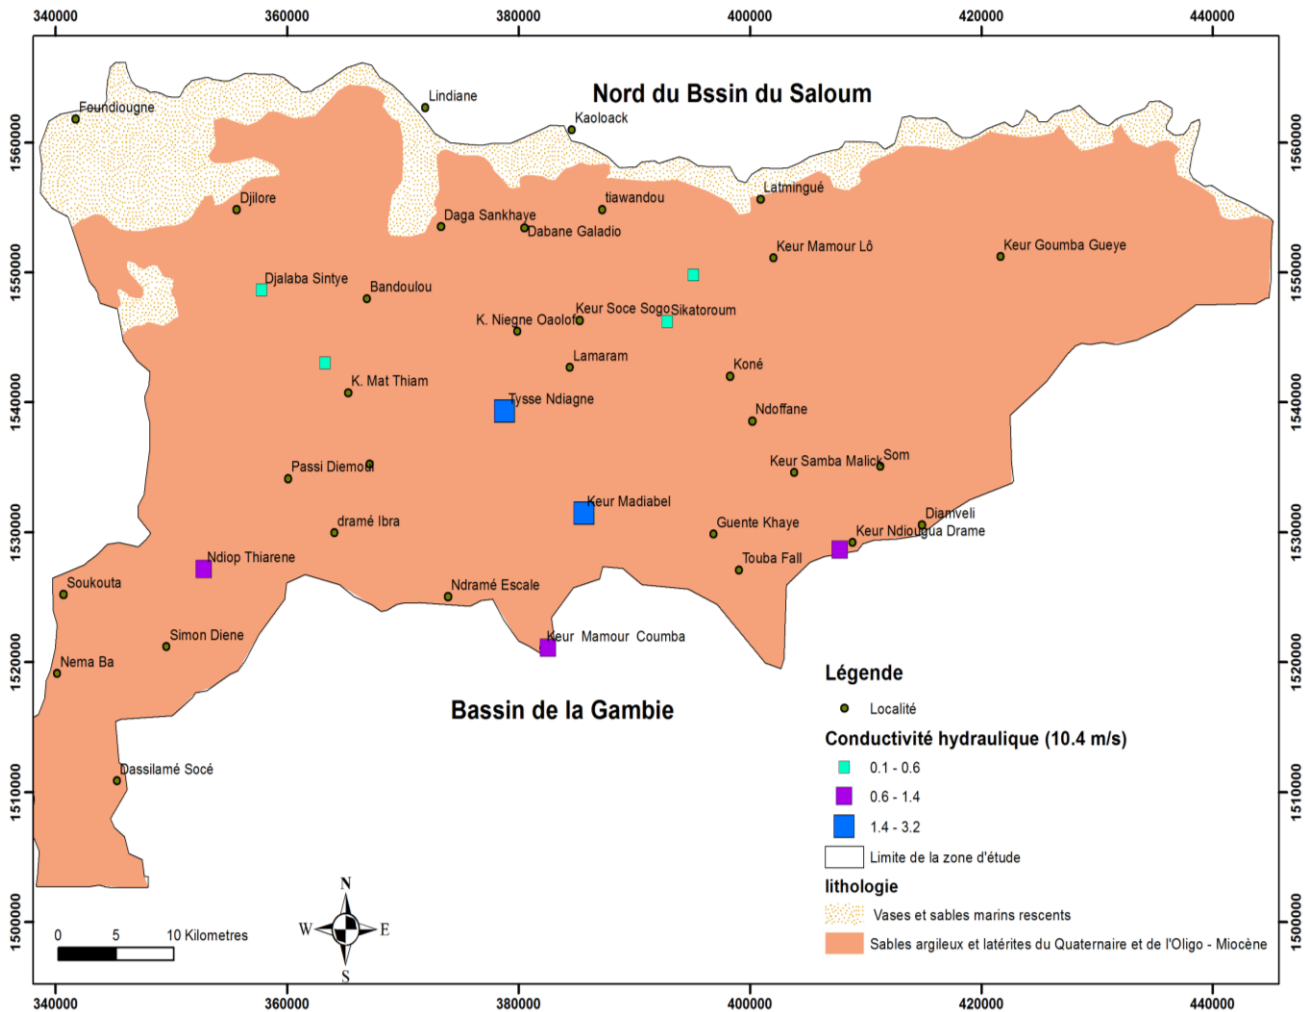 340000 360000 380000 400000 420000 440000
Nord du Bssin du Saloum
Lindiane
Foundiougne
Kaoloack
1560000 1560000
Djilore
tiawandou
Latmingué
Daga Sankhaye
Dabane Galadio
Keur Mamour Lô
Keur Goumba Gueye
1550000 1550000
Djalaba Sintye
Bandoulou
Keur Soce Sogo
Sikatoroum
K. Niegne Oaolof
Lamaram
Koné
K. Mat Thiam
Tysse Ndiagne
Ndoffane
1540000 1540000
Passi Diemoul
Keur Samba Malick
Som
Keur Madiabel
dramé Ibra
Guente Khaye
Diamveli
Keur Ndiougua Drame
1530000 1530000
Ndiop Thiarene
Touba Fall
Soukouta
Ndramé Escale
Simon Diene
Keur Mamour Coumba
Nema Ba
1520000 1520000
Bassin de la Gambie
Dassilamé Socé
1510000 1510000
Légende
Localité
Conductivité hydraulique (10.4 m/s)
0.1 - 0.6
0.6 - 1.4
1.4 - 3.2
Limite de la zone d'étude
lithologie
Vases et sables marins rescents
Sables argileux et latérites du Quaternaire et de l'Oligo - Miocène
1500000 1500000
N
W E
S
0 5 10 Kilometres
340000 360000 380000 400000 420000 440000